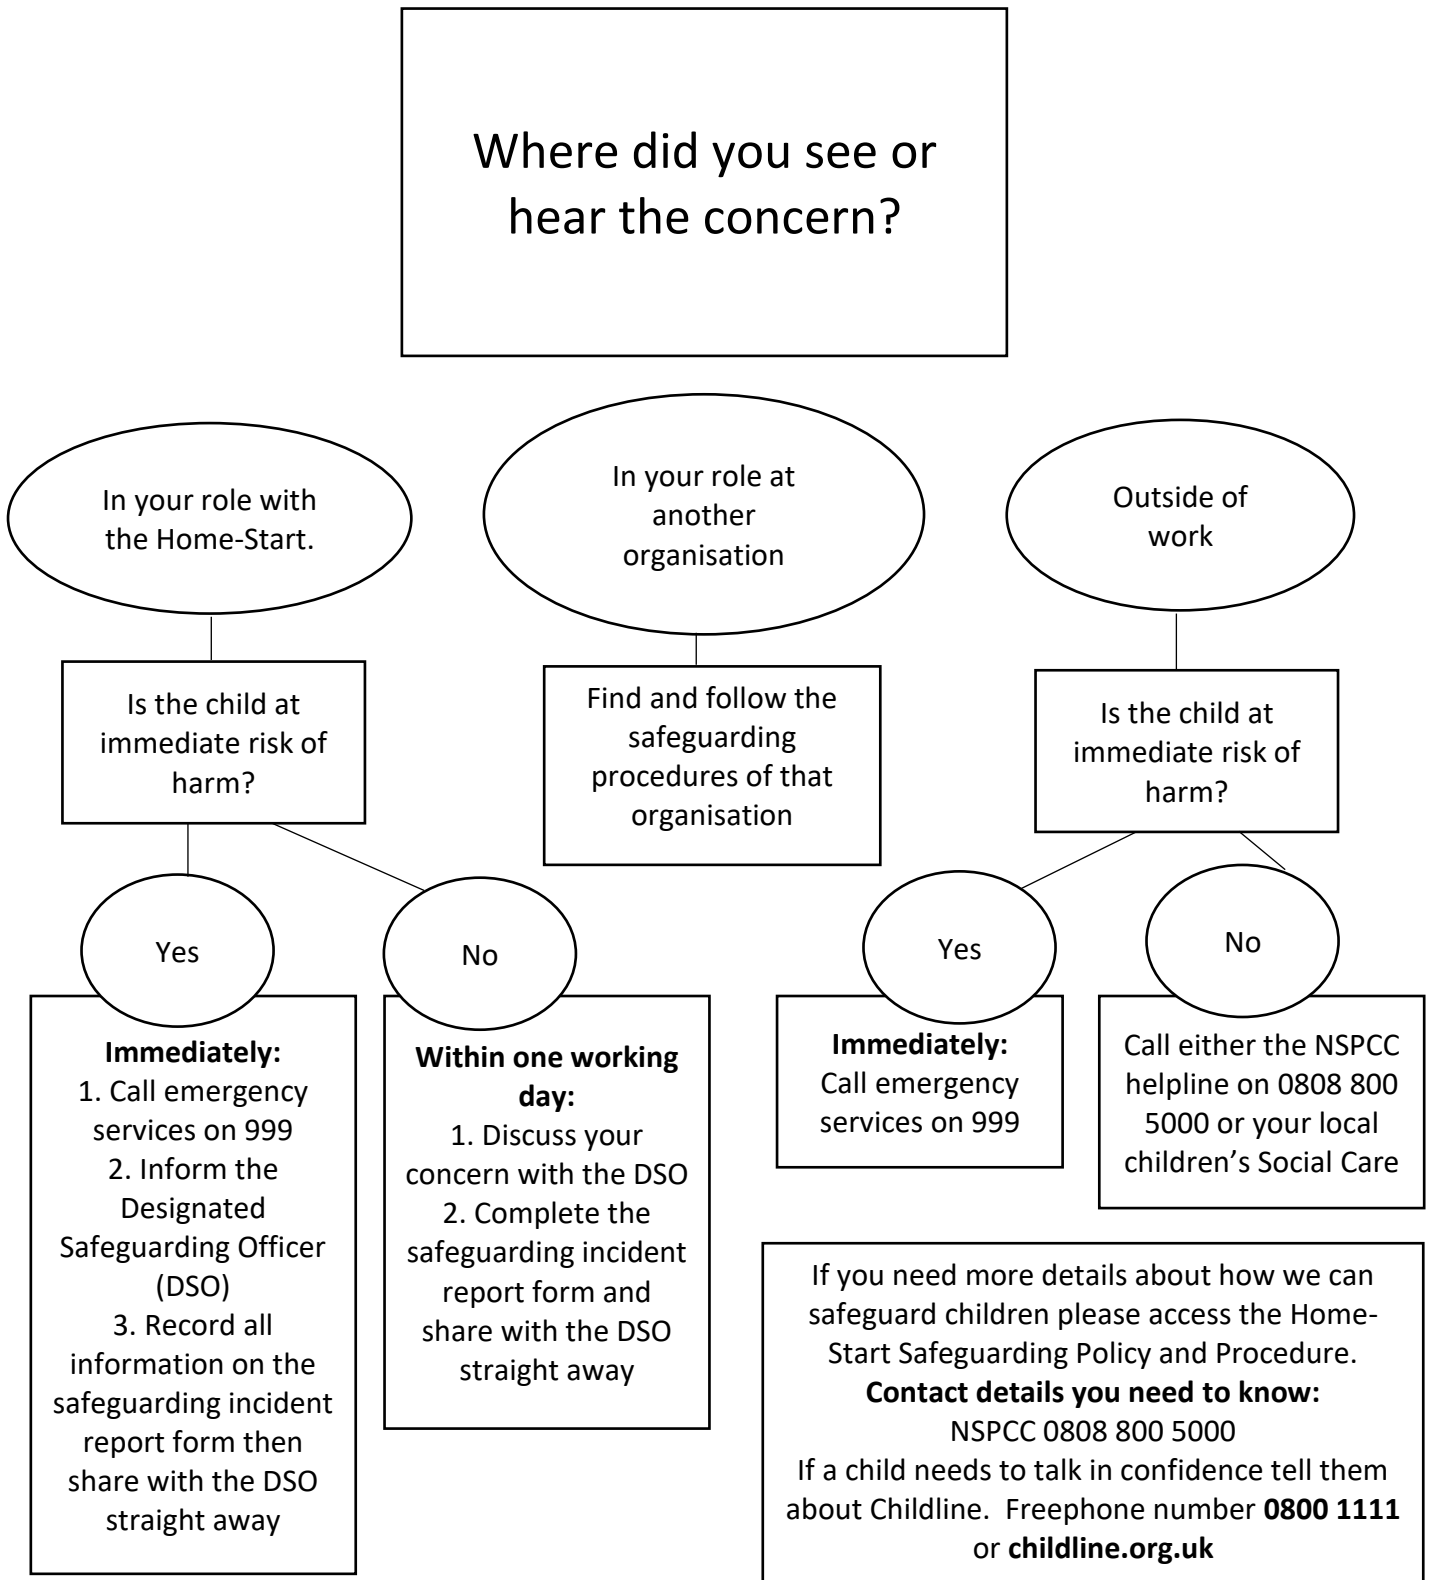 Where did you see or
hear the concern?
In your role with
the Home-Start.
In your role at
another
organisation
Outside of
work
Is the child at
immediate risk of
harm?
Find and follow the
safeguarding
procedures of that
organisation
Is the child at
immediate risk of
harm?
Yes
No
Yes
No
Immediately:
1. Call emergency
services on 999
2. Inform the
Designated
Safeguarding Officer
(DSO)
3. Record all
information on the
safeguarding incident
report form then
share with the DSO
straight away
Within one working
day:
1. Discuss your
concern with the DSO
2. Complete the
safeguarding incident
report form and
share with the DSO
straight away
Immediately:
Call emergency
services on 999
Call either the NSPCC
helpline on 0808 800
5000 or your local
children’s Social Care
If you need more details about how we can
safeguard children please access the Home-
Start Safeguarding Policy and Procedure.
Contact details you need to know:
NSPCC 0808 800 5000
If a child needs to talk in confidence tell them
about Childline.  Freephone number 0800 1111
or childline.org.uk